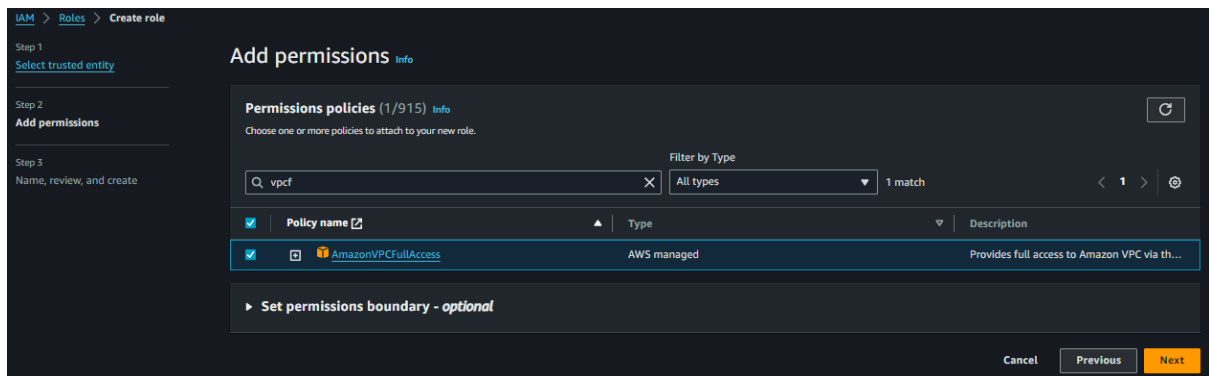 IAM > Roles > Create role
Step 1
Select trusted entity
Step 2
Add permissions
Step 3
Name, review, and create
Add permissions Info
Permissions policies (1/915) Info
Choose one or more policies to attach to your new role.
Filter by Type
vpcf
All types
1 match
1
Policy name
Type
Description
AmazonVPCFullAccess
AWS managed
Provides full access to Amazon VPC via th...
Set permissions boundary - optional
Cancel
Previous
Next